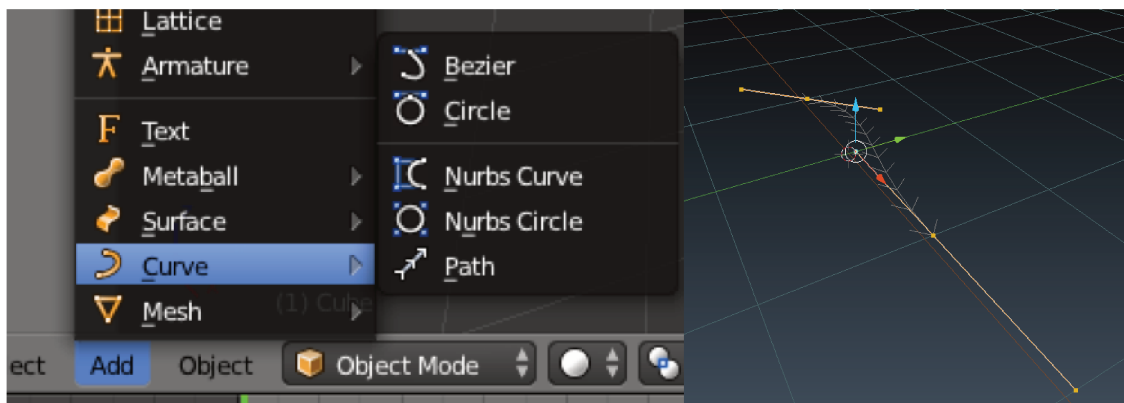 Lattice
Armature
Text
Metaball
Surface
Curve
Mesh
Bezier
Circle
Nurbs Curve
Nurbs Circle
Path
(1) Cube
ect Add Object Object Mode